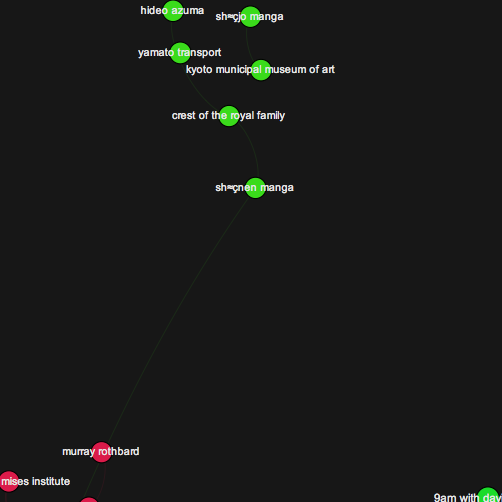 hideo azuma
sh≈çjo manga
yamato transport
kyoto municipal museum of art
crest of the royal family
sh≈çnen manga
murray rothbard
mises institute
9am with dav